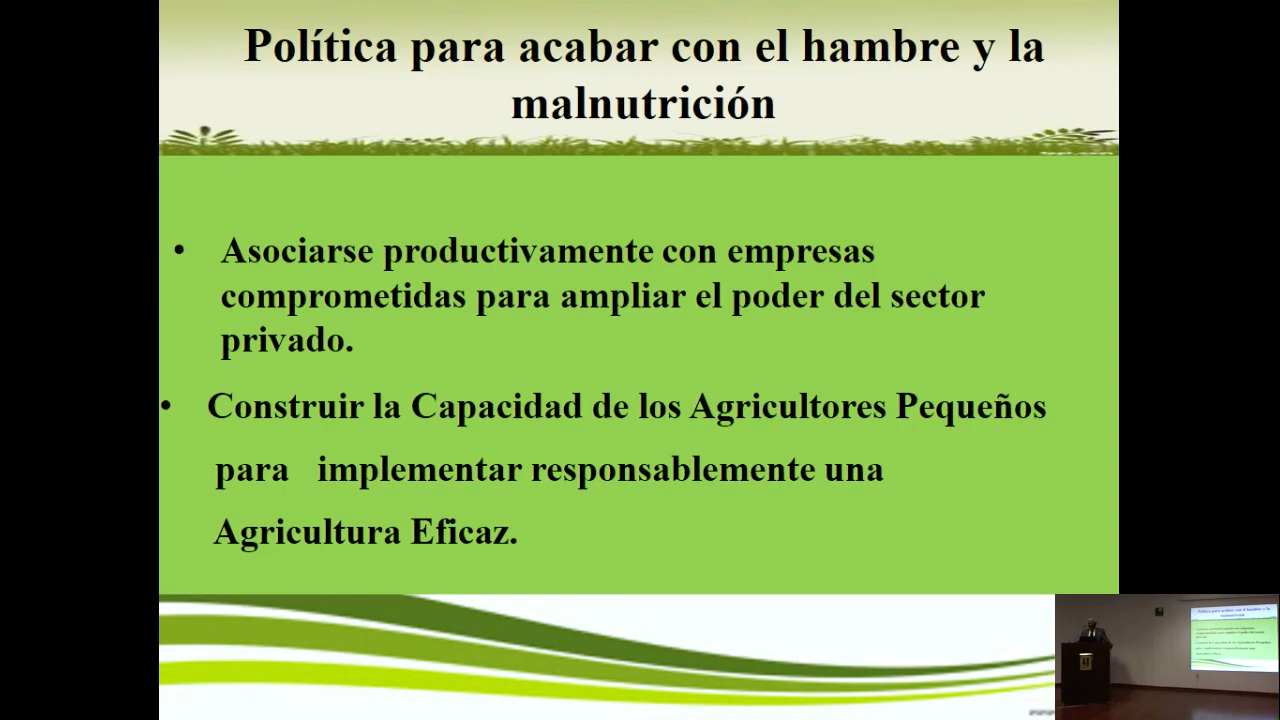 Política para acabar con el hambre y la
malnutrición
• Asociarse productivamente con empresas
comprometidas para ampliar el poder del sector
privado.
• Construir la Capacidad de los Agricultores Pequeños
para implementar responsablemente una
Agricultura Eficaz.